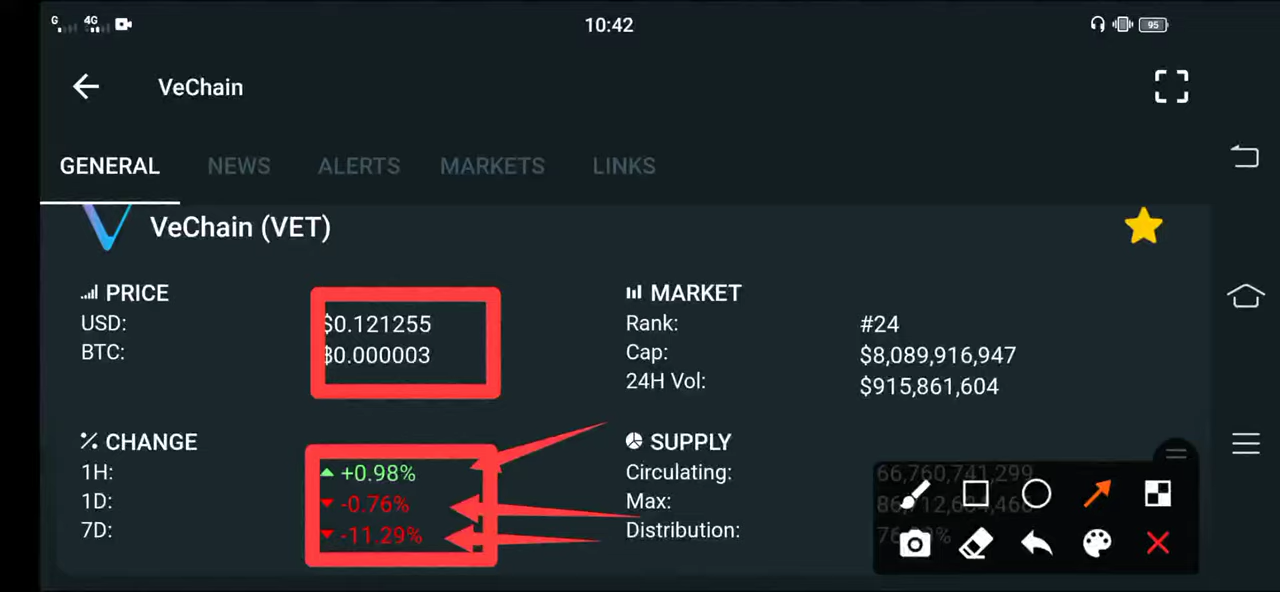 G 4G 10:42 95
VeChain
GENERAL NEWS ALERTS MARKETS LINKS
VeChain (VET)
PRICE
USD: $0.121255
BTC: ₿0.000003
MARKET
Rank: #24
Cap: $8,089,916,947
24H Vol: $915,861,604
CHANGE
1H: +0.98%
1D: -0.76%
7D: -11.29%
SUPPLY
Circulating: 66,760,741,299
Max:
Distribution: